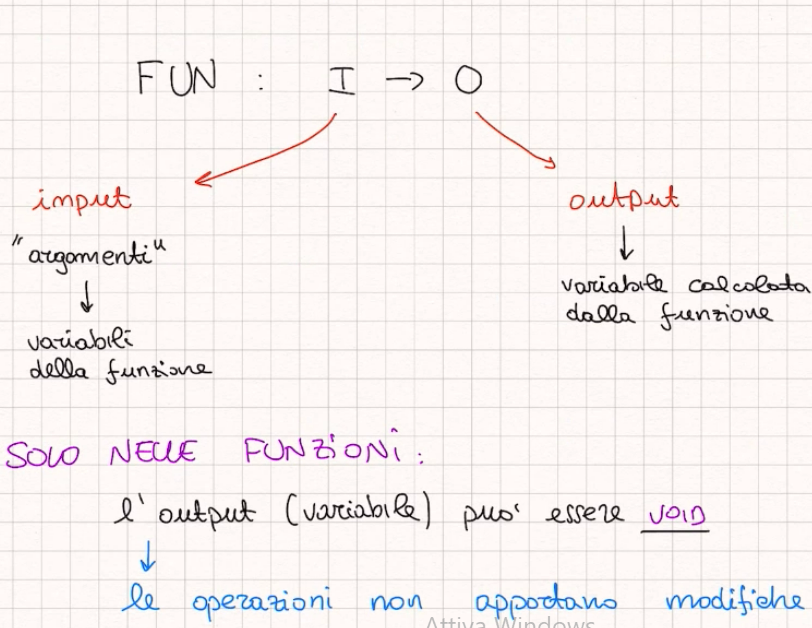 FUN : I → O
input
output
"argomenti"
↓
variabili
della funzione
↓
variabile calcolata
dalla funzione
SOLO NELLE FUNZIONI:
l'output (variabile) puo' essere VOID
↓
le operazioni non apportano modifiche
Attiva Windows